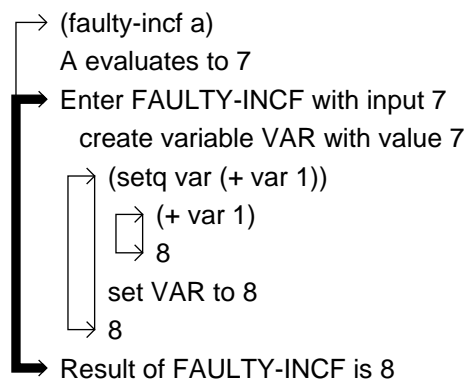 (faulty-incf a)
A evaluates to 7
Enter FAULTY-INCF with input 7
create variable VAR with value 7
(setq var (+ var 1))
(+ var 1)
8
set VAR to 8
8
Result of FAULTY-INCF is 8